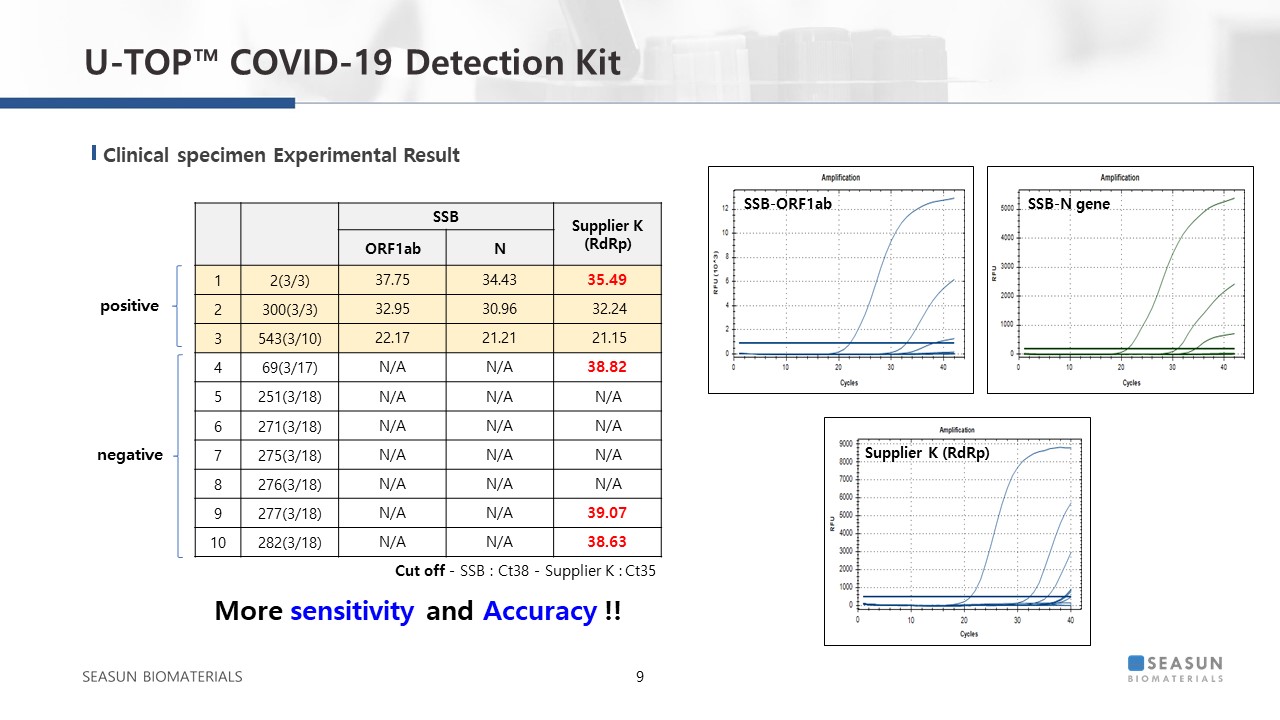 U-TOP™ COVID-19 Detection Kit
Clinical specimen Experimental Result
SSB
Supplier K
(RdRp)
ORF1ab N
positive
1 2(3/3) 37.75 34.43 35.49
2 300(3/3) 32.95 30.96 32.24
3 543(3/10) 22.17 21.21 21.15
negative
4 69(3/17) N/A N/A 38.82
5 251(3/18) N/A N/A N/A
6 271(3/18) N/A N/A N/A
7 275(3/18) N/A N/A N/A
8 276(3/18) N/A N/A N/A
9 277(3/18) N/A N/A 39.07
10 282(3/18) N/A N/A 38.63
Cut off - SSB : Ct38 - Supplier K : Ct35
More sensitivity and Accuracy !!
Amplification
SSB-ORF1ab
RFU (10^3)
12
10
8
6
4
2
0
0 10 20 30 40
Cycles
Amplification
SSB-N gene
RFU
5000
4000
3000
2000
1000
0
0 10 20 30 40
Cycles
Amplification
Supplier K (RdRp)
RFU
9000
8000
7000
6000
5000
4000
3000
2000
1000
0
0 10 20 30 40
Cycles
SEASUN BIOMATERIALS
9
SEASUN
BIOMATERIALS